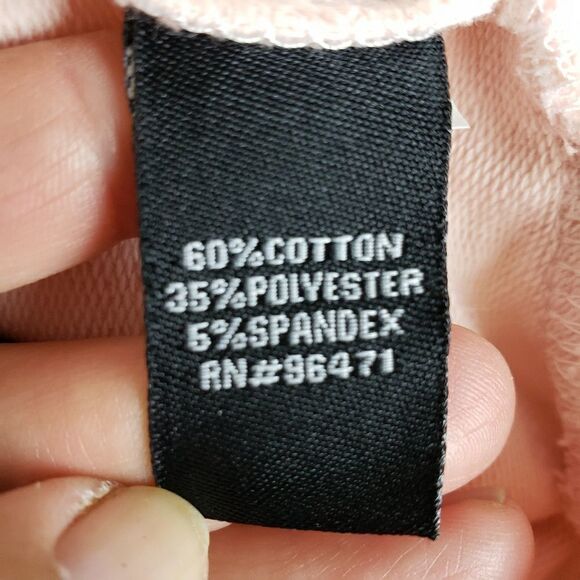 60%COTTON
35%POLYESTER
5%SPANDEX
RN#96471